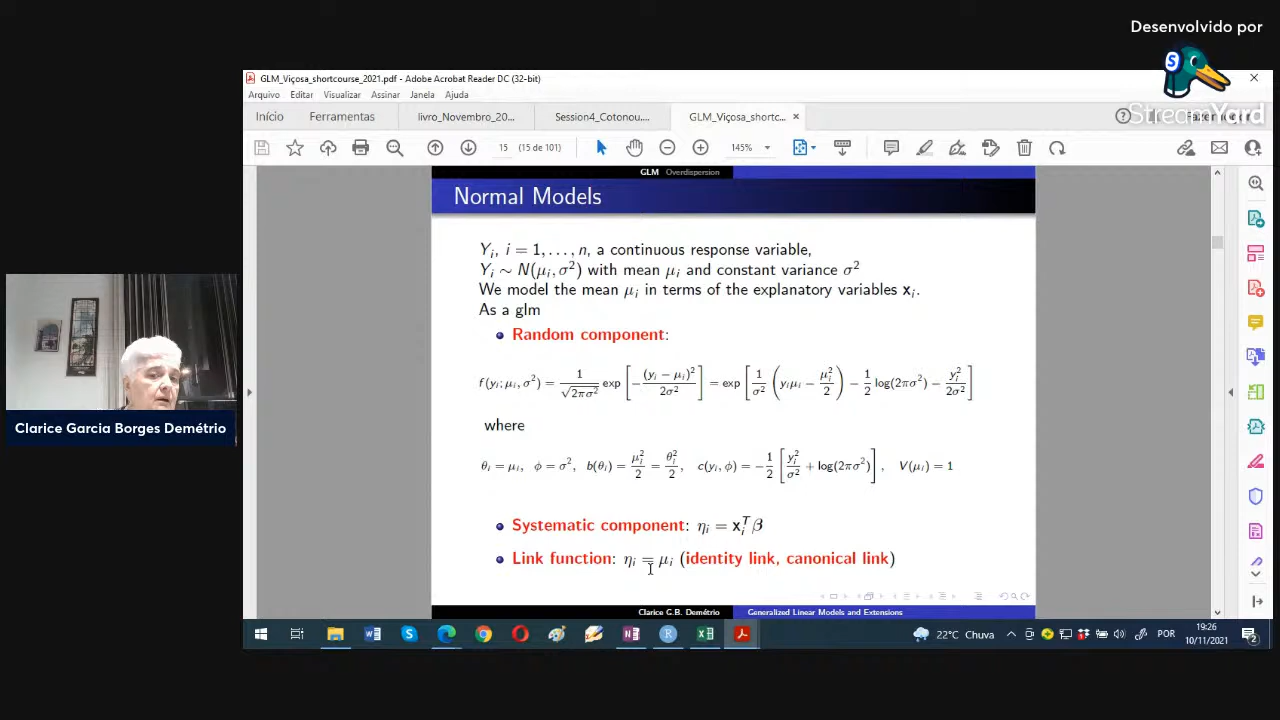 Desenvolvido por
StreamYard
GLM_Viçosa_shortcourse_2021.pdf - Adobe Acrobat Reader DC (32-bit)
Arquivo Editar Visualizar Assinar Janela Ajuda
Início Ferramentas livro_Novembro_20... Session4_Cotonou.... GLM_Viçosa_shortc... ×
15 (15 de 101) 145%
GLM Overdispersion
Normal Models
Y_i, i = 1, . . . , n, a continuous response variable,
Y_i ∼ N(μ_i, σ²) with mean μ_i and constant variance σ²
We model the mean μ_i in terms of the explanatory variables x_i.
As a glm
Random component:
f(y_i; μ_i, σ²) = 1/√(2πσ²) exp[−(y_i − μ_i)²/2σ²] = exp[1/σ² (y_iμ_i − μ_i²/2) − 1/2 log(2πσ²) − y_i²/2σ²]
where
θ_i = μ_i, φ = σ², b(θ_i) = μ_i²/2 = θ_i²/2, c(y_i, φ) = −1/2 [y_i²/σ² + log(2πσ²)], V(μ_i) = 1
Systematic component: η_i = x_i^T β
Link function: η_i = μ_i (identity link, canonical link)
Clarice G.B. Demétrio Generalized Linear Models and Extensions
Clarice Garcia Borges Demétrio
22°C Chuva POR 19:26
10/11/2021
2